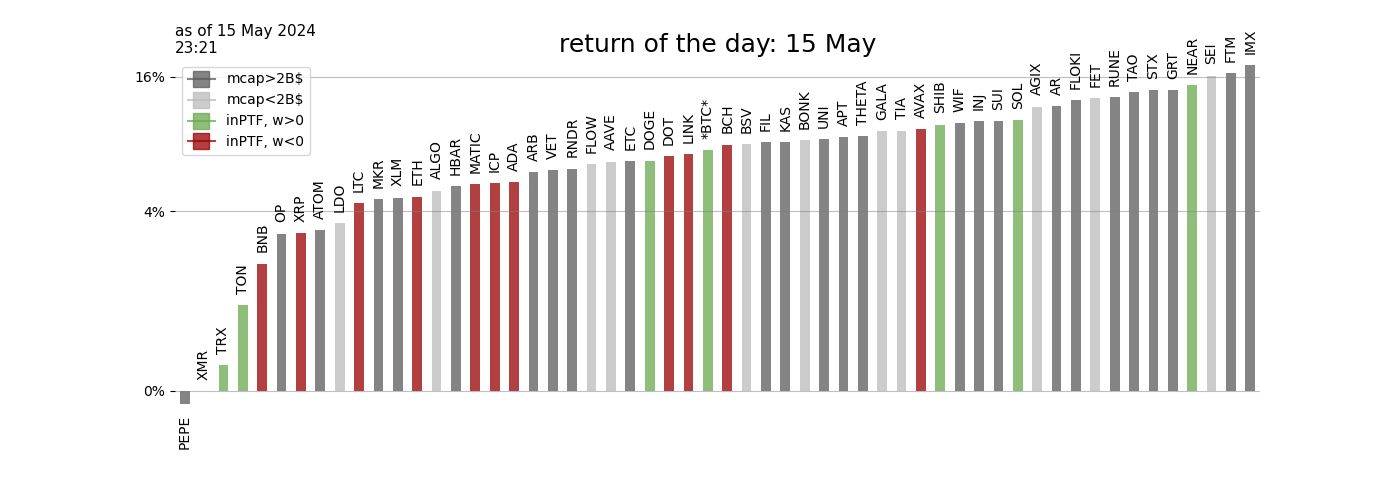 as of 15 May 2024
23:21
return of the day: 15 May
mcap>2B$
mcap<2B$
inPTF, w>0
inPTF, w<0
16%
4%
0%
PEPE
XMR
TRX
TON
BNB
OP
XRP
ATOM
LDO
LTC
MKR
XLM
ETH
ALGO
HBAR
MATIC
ICP
ADA
ARB
VET
RNDR
FLOW
AAVE
ETC
DOGE
DOT
LINK
*BTC*
BCH
BSV
FIL
KAS
BONK
UNI
APT
THETA
GALA
TIA
AVAX
SHIB
WIF
INJ
SUI
SOL
AGIX
AR
FLOKI
FET
RUNE
TAO
STX
GRT
NEAR
SEI
FTM
IMX